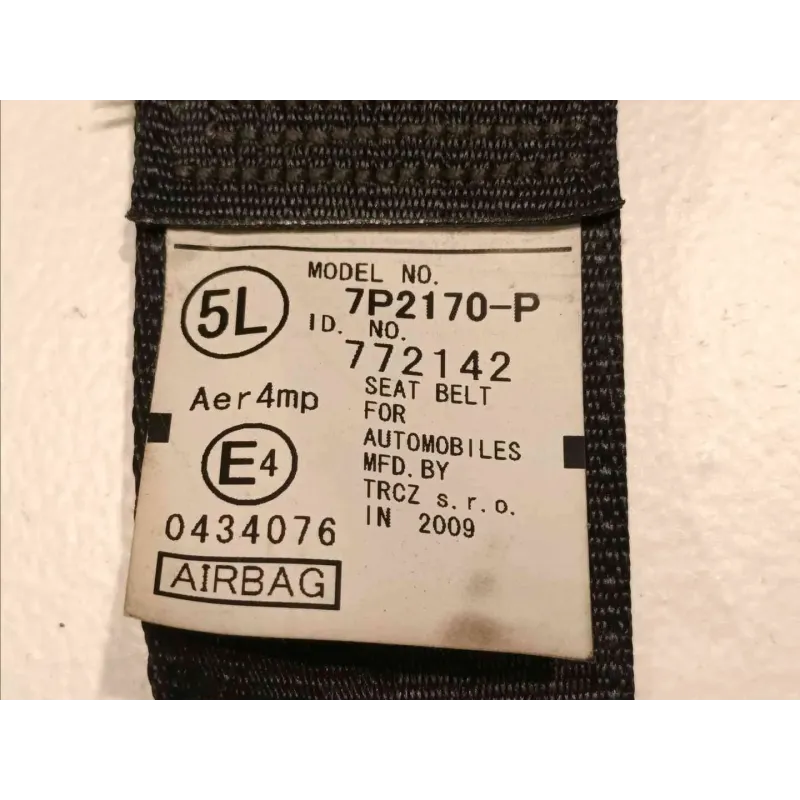 5L
MODEL NO.
7P2170-P
ID. NO.
772142
Aer4mp
SEAT BELT
FOR
AUTOMOBILES
MFD. BY
TRCZ s.r.o.
IN 2009
E4
0434076
AIRBAG